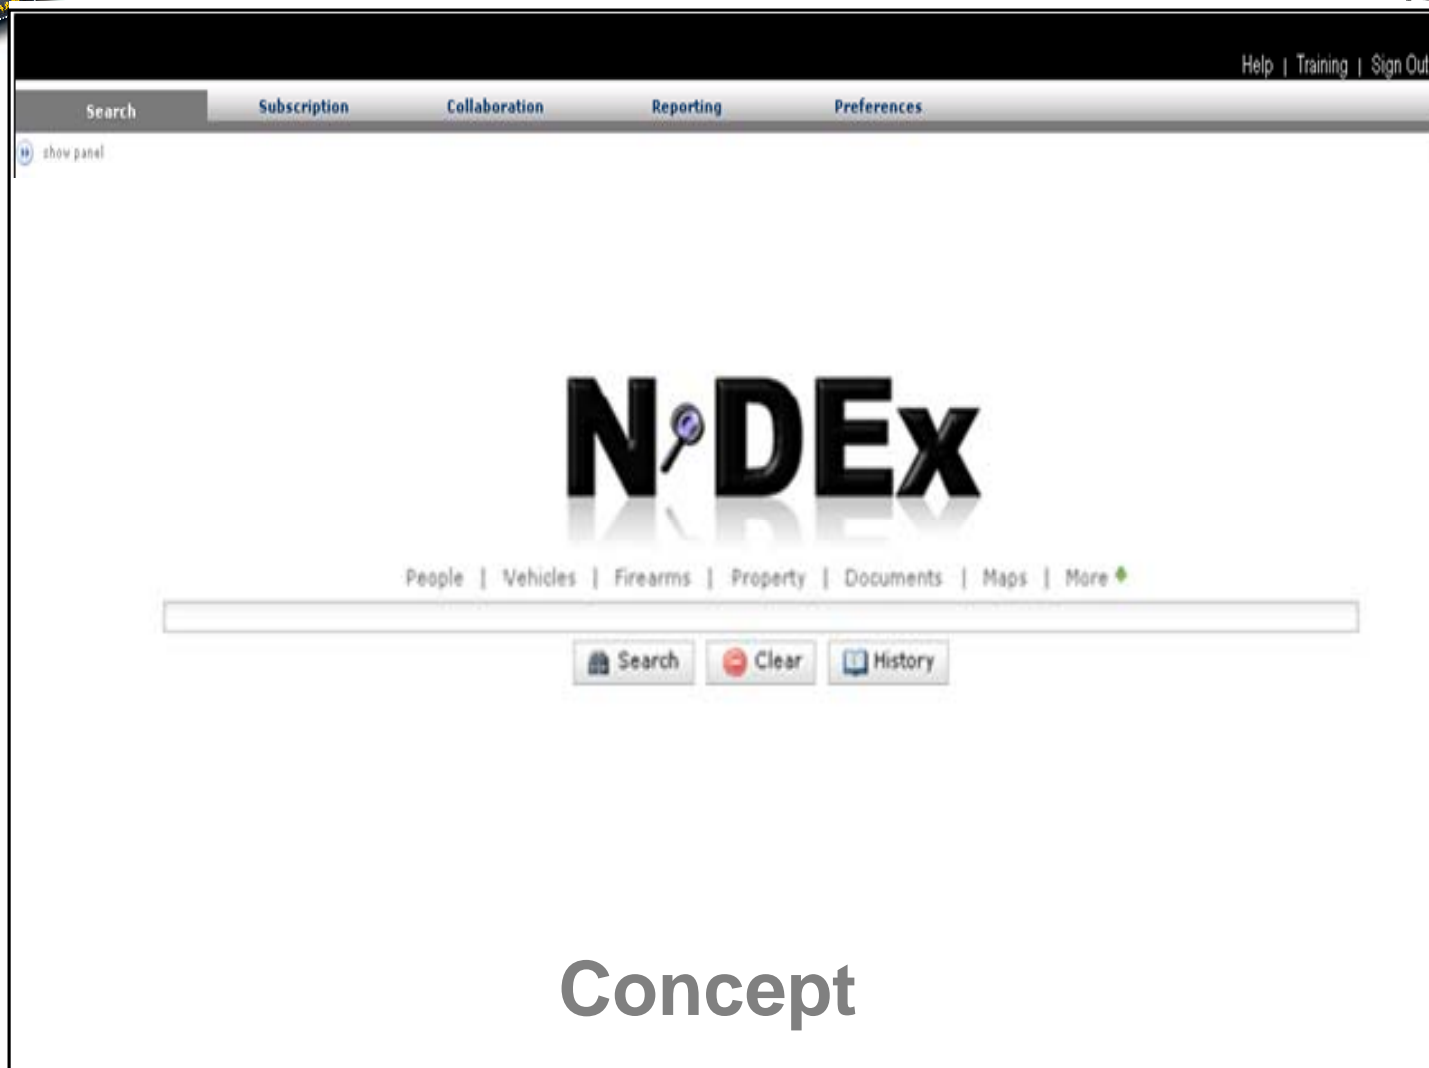 Help | Training | Sign Out
Search Subscription Collaboration Reporting Preferences
show panel
N DEx
People | Vehicles | Firearms | Property | Documents | Maps | More
Search Clear History
Concept